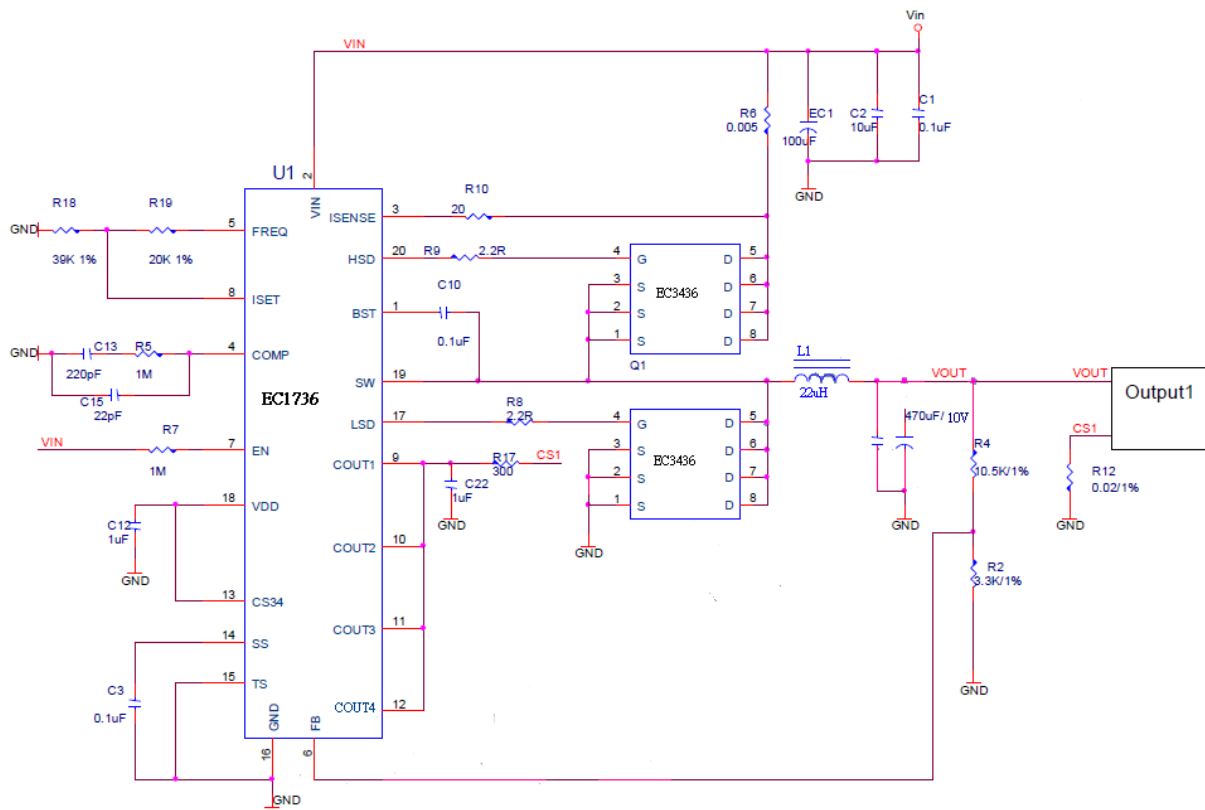 Vin
VIN
R6
0.005
EC1
100uF
C2
10uF
C1
0.1uF
GND
U1
2
VIN
R18
R19
GND
39K 1%
20K 1%
5
FREQ
8
ISET
ISENSE
3
R10
20
HSD
20
R9
2.2R
BST
1
C10
0.1uF
4
G
D
5
3
S
D
6
EC3436
2
S
D
7
1
S
D
8
Q1
GND
C13
R5
220pF
1M
C15
22pF
4
COMP
SW
19
EC1736
L1
22uH
VOUT
VOUT
Output1
CS1
470uF/10V
R4
10.5K/1%
R12
0.02/1%
GND
GND
LSD
17
R8
2.2R
4
G
D
5
3
S
D
6
EC3436
2
S
D
7
1
S
D
8
GND
VIN
R7
1M
7
EN
COUT1
9
R17
300
CS1
C22
1uF
GND
18
VDD
C12
1uF
GND
COUT2
10
R2
3.3K/1%
GND
13
CS34
14
SS
COUT3
11
15
TS
C3
0.1uF
COUT4
12
GND
16
FB
6
GND